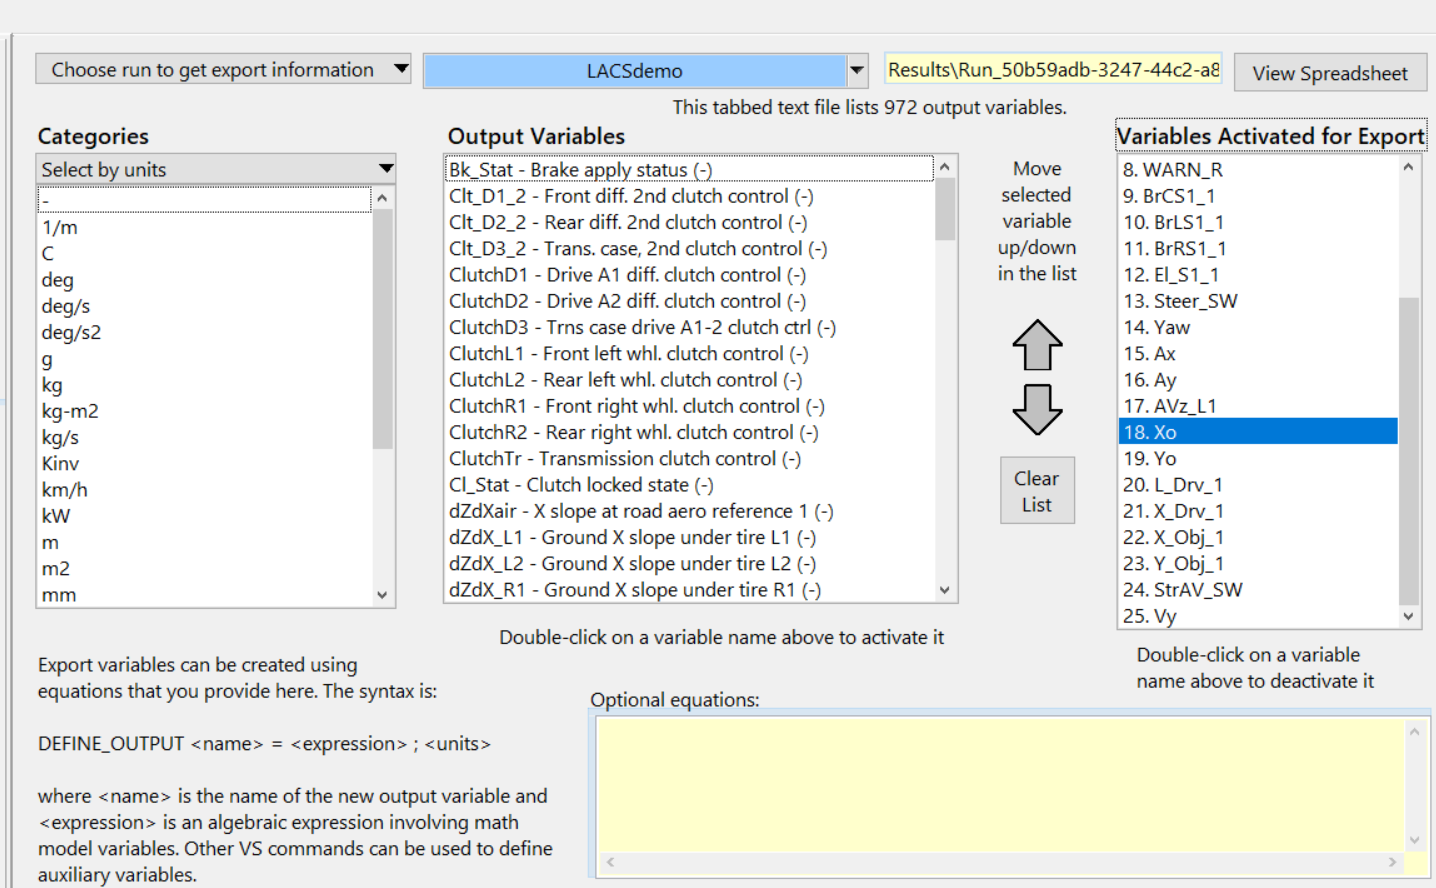 Choose run to get export information
LACSdemo
Results\Run_50b59adb-3247-44c2-a8
View Spreadsheet
This tabbed text file lists 972 output variables.
Categories
Select by units
-
1/m
C
deg
deg/s
deg/s2
g
kg
kg-m2
kg/s
Kinv
km/h
kW
m
m2
mm
Output Variables
Bk_Stat - Brake apply status (-)
Clt_D1_2 - Front diff. 2nd clutch control (-)
Clt_D2_2 - Rear diff. 2nd clutch control (-)
Clt_D3_2 - Trans. case, 2nd clutch control (-)
ClutchD1 - Drive A1 diff. clutch control (-)
ClutchD2 - Drive A2 diff. clutch control (-)
ClutchD3 - Trns case drive A1-2 clutch ctrl (-)
ClutchL1 - Front left whl. clutch control (-)
ClutchL2 - Rear left whl. clutch control (-)
ClutchR1 - Front right whl. clutch control (-)
ClutchR2 - Rear right whl. clutch control (-)
ClutchTr - Transmission clutch control (-)
Cl_Stat - Clutch locked state (-)
dZdXair - X slope at road aero reference 1 (-)
dZdX_L1 - Ground X slope under tire L1 (-)
dZdX_L2 - Ground X slope under tire L2 (-)
dZdX_R1 - Ground X slope under tire R1 (-)
Double-click on a variable name above to activate it
Move
selected
variable
up/down
in the list
Clear
List
Variables Activated for Export
8. WARN_R
9. BrCS1_1
10. BrLS1_1
11. BrRS1_1
12. El_S1_1
13. Steer_SW
14. Yaw
15. Ax
16. Ay
17. AVz_L1
18. Xo
19. Yo
20. L_Drv_1
21. X_Drv_1
22. X_Obj_1
23. Y_Obj_1
24. StrAV_SW
25. Vy
Double-click on a variable
name above to deactivate it
Export variables can be created using
equations that you provide here. The syntax is:
DEFINE_OUTPUT <name> = <expression> ; <units>
where <name> is the name of the new output variable and
<expression> is an algebraic expression involving math
model variables. Other VS commands can be used to define
auxiliary variables.
Optional equations: